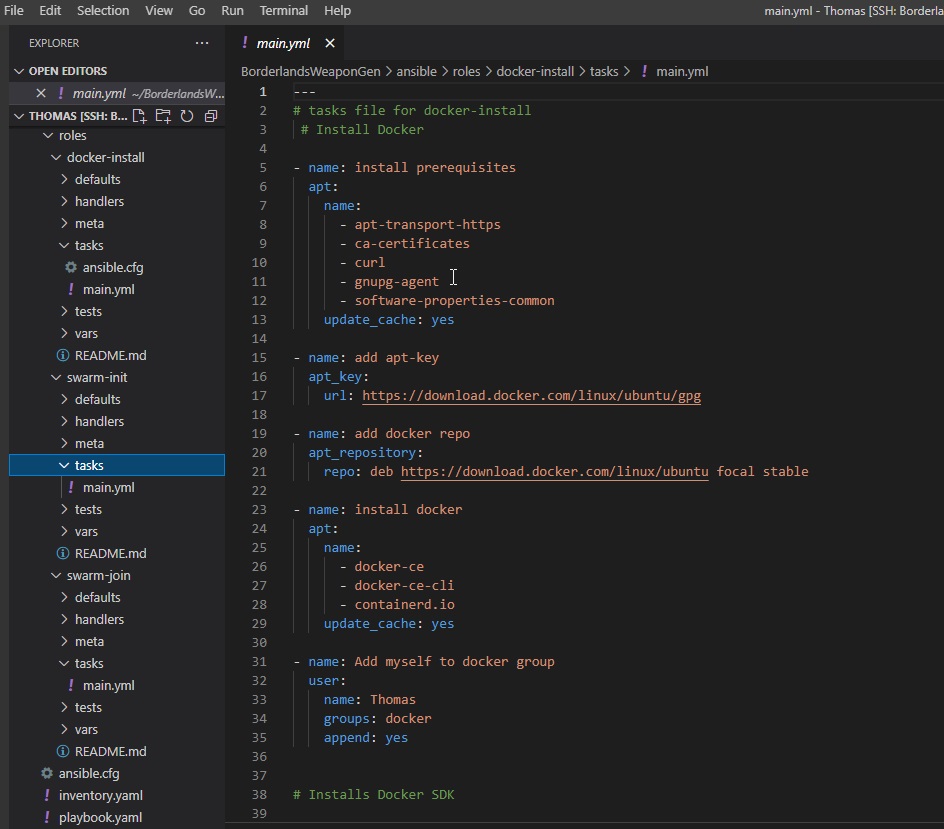 File Edit Selection View Go Run Terminal Help
main.yml - Thomas [SSH: Borderla
EXPLORER
OPEN EDITORS
main.yml ~/BorderlandsW...
THOMAS [SSH: B...
roles
docker-install
defaults
handlers
meta
tasks
ansible.cfg
! main.yml
tests
vars
README.md
swarm-init
defaults
handlers
meta
tasks
! main.yml
tests
vars
README.md
swarm-join
defaults
handlers
meta
tasks
! main.yml
tests
vars
README.md
ansible.cfg
! inventory.yaml
! playbook.yaml
! main.yml
BorderlandsWeaponGen > ansible > roles > docker-install > tasks > ! main.yml
1 ---
2 # tasks file for docker-install
3 # Install Docker
4
5 - name: install prerequisites
6 apt:
7 name:
8 - apt-transport-https
9 - ca-certificates
10 - curl
11 - gnupg-agent
12 - software-properties-common
13 update_cache: yes
14
15 - name: add apt-key
16 apt_key:
17 url: https://download.docker.com/linux/ubuntu/gpg
18
19 - name: add docker repo
20 apt_repository:
21 repo: deb https://download.docker.com/linux/ubuntu focal stable
22
23 - name: install docker
24 apt:
25 name:
26 - docker-ce
27 - docker-ce-cli
28 - containerd.io
29 update_cache: yes
30
31 - name: Add myself to docker group
32 user:
33 name: Thomas
34 groups: docker
35 append: yes
36
37
38 # Installs Docker SDK
39